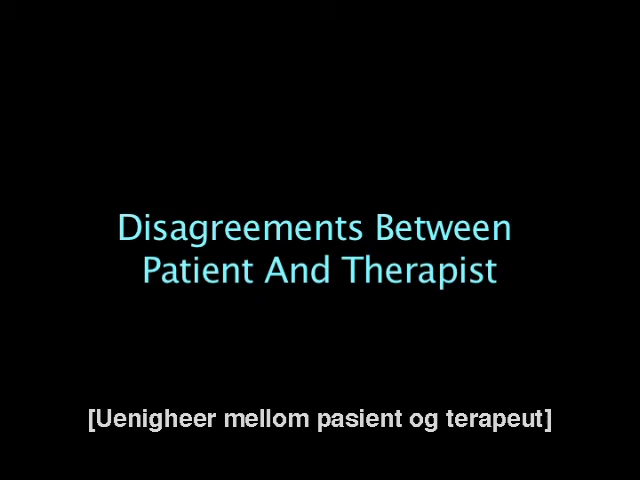 Disagreements Between
Patient And Therapist
[Uenigheer mellom pasient og terapeut]